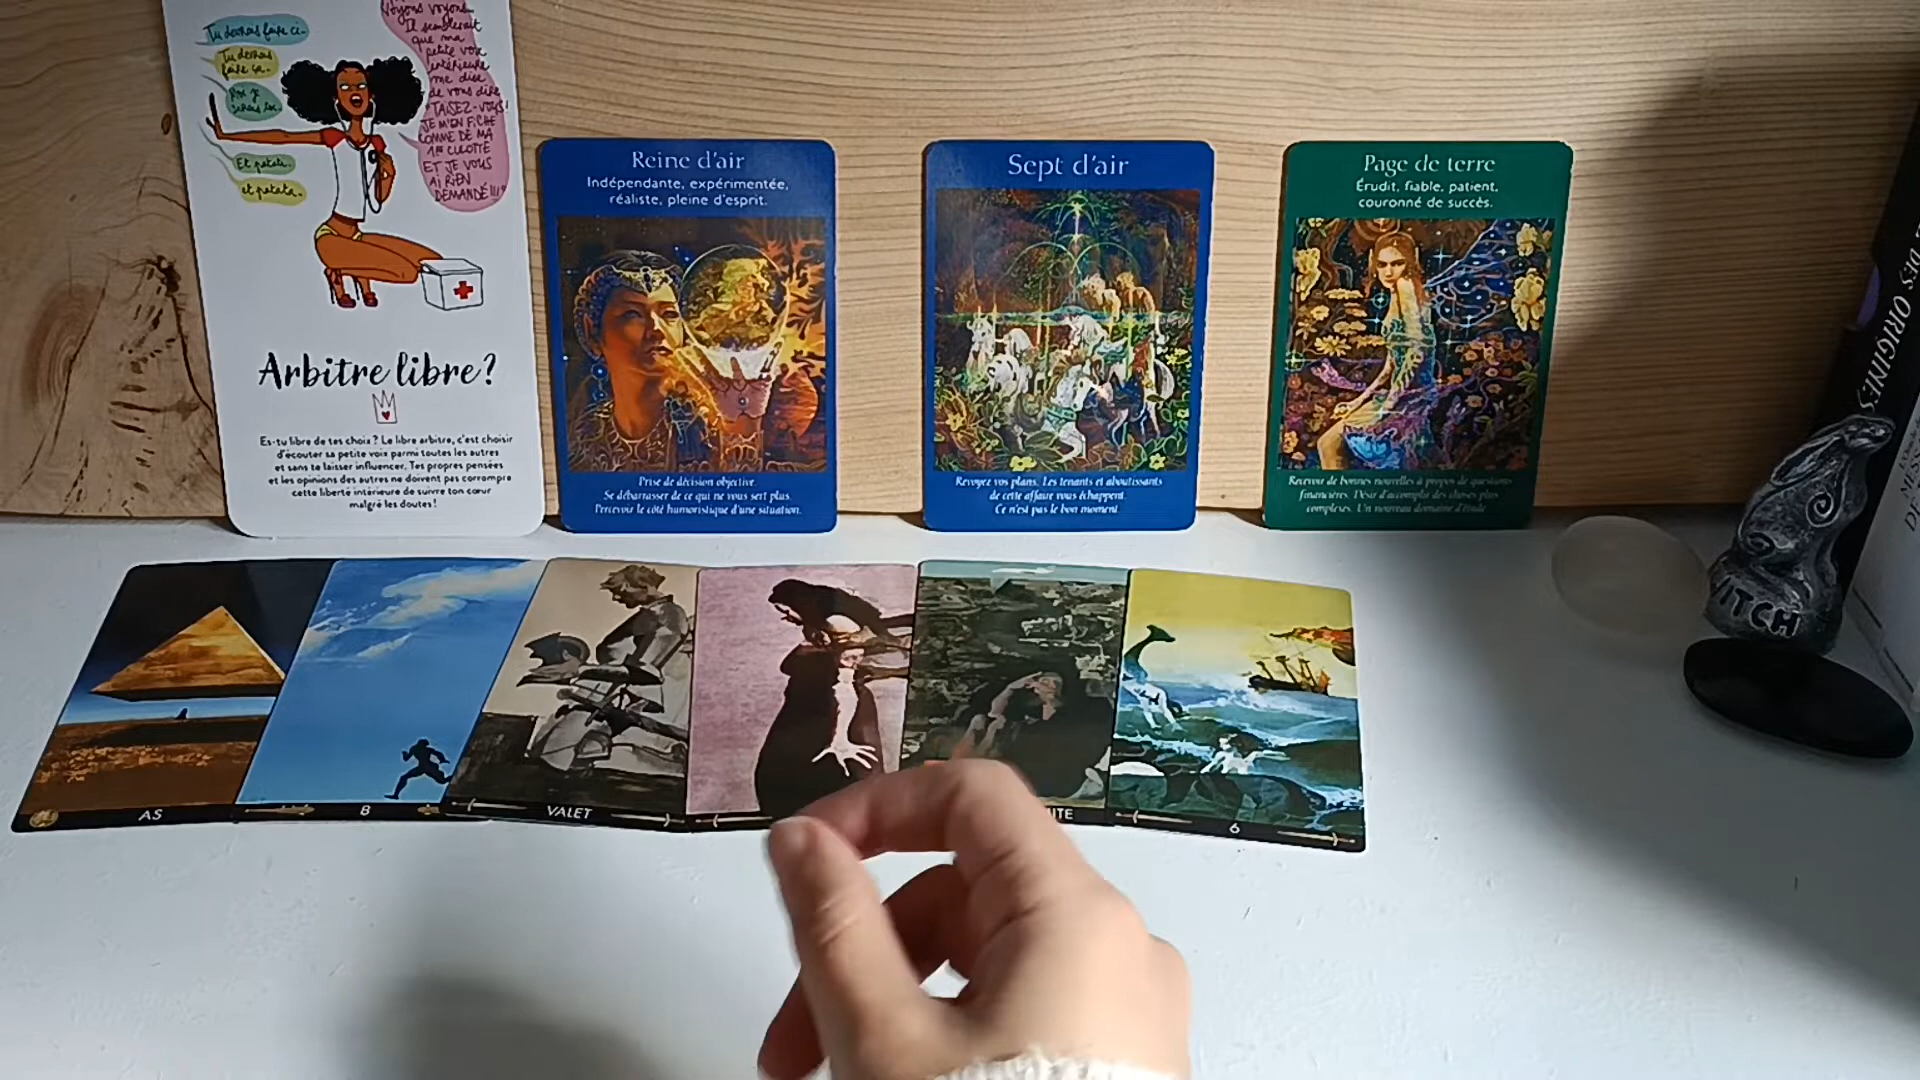 Tu devrais faire ci..
Tu devrais
faire ça..
Moi je
serais toi..
Et patati..
et patata..
Voyons voyons..
Il semblerait
que ma
petite voix
intérieure
me dise
de vous dire
"TAISEZ-VOUS!
JE M'EN FICHE
COMME DE MA
1ère CULOTTE
ET JE VOUS
AI RIEN
DEMANDÉ!!!"
Arbitre libre?
Es-tu libre de tes choix ? Le libre arbitre, c'est choisir
d'écouter sa petite voix parmi toutes les autres
et sans te laisser influencer. Tes propres pensées
et les opinions des autres ne doivent pas corrompre
cette liberté intérieure de suivre ton cœur
malgré les doutes!
Reine d'air
Indépendante, expérimentée,
réaliste, pleine d'esprit.
Prise de décision objective.
Se débarrasser de ce qui ne vous sert plus.
Percevoir le côté humoristique d'une situation.
Sept d'air
Revoyez vos plans. Les tenants et aboutissants
de cette affaire vous échappent.
Ce n'est pas le bon moment.
Page de terre
Érudit, fiable, patient,
couronné de succès.
Recevoir de bonnes nouvelles à propos de questions
financières. Désir d'accomplir des choses plus
complexes. Un nouveau domaine d'étude
AS
8
VALET
6
DES ORIGINES
WITCH